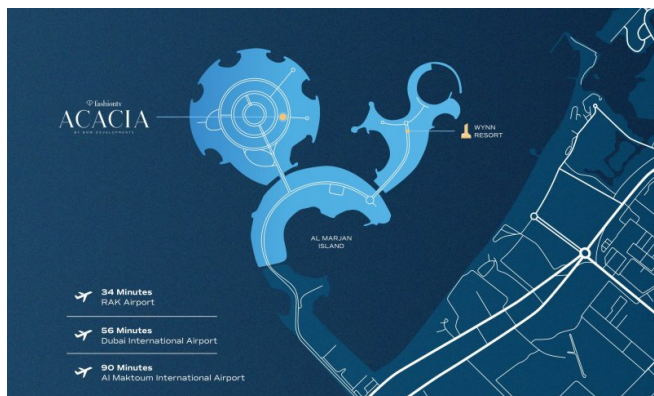 fashiontv
ACACIA
BY BNW DEVELOPMENTS
WYNN
RESORT
AL MARJAN
ISLAND
34 Minutes
RAK Airport
56 Minutes
Dubai International Airport
90 Minutes
Al Maktoum International Airport